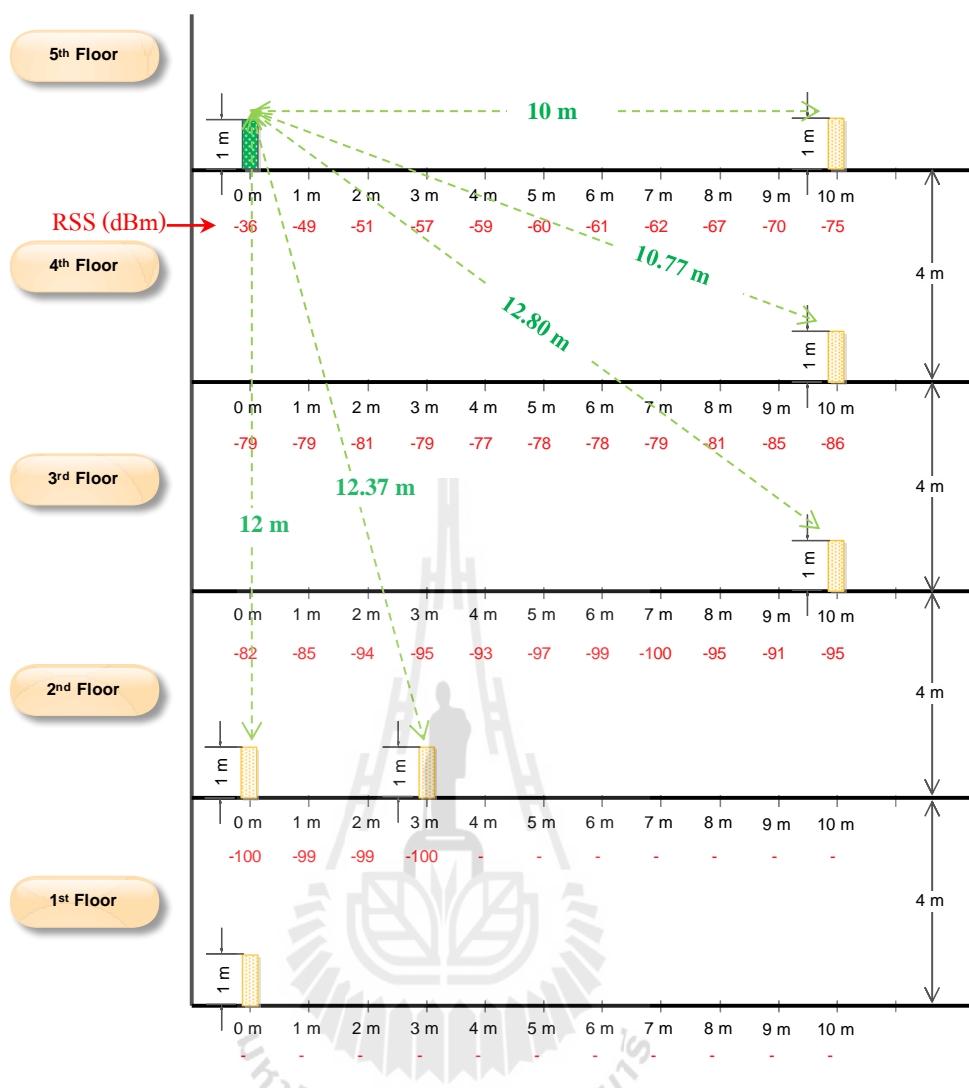 5th Floor
10 m
1 m
1 m
0 m 1 m 2 m 3 m 4 m 5 m 6 m 7 m 8 m 9 m 10 m
RSS (dBm)
-36 -49 -51 -57 -59 -60 -61 -62 -67 -70 -75
4th Floor
10.77 m
4 m
12.80 m
1 m
0 m 1 m 2 m 3 m 4 m 5 m 6 m 7 m 8 m 9 m 10 m
-79 -79 -81 -79 -77 -78 -78 -79 -81 -85 -86
3rd Floor
12.37 m
4 m
12 m
1 m
0 m 1 m 2 m 3 m 4 m 5 m 6 m 7 m 8 m 9 m 10 m
-82 -85 -94 -95 -93 -97 -99 -100 -95 -91 -95
2nd Floor
4 m
1 m
1 m
0 m 1 m 2 m 3 m 4 m 5 m 6 m 7 m 8 m 9 m 10 m
-100 -99 -99 -100 - - - - - - -
1st Floor
4 m
1 m
0 m 1 m 2 m 3 m 4 m 5 m 6 m 7 m 8 m 9 m 10 m
- - - - - - - - - - -